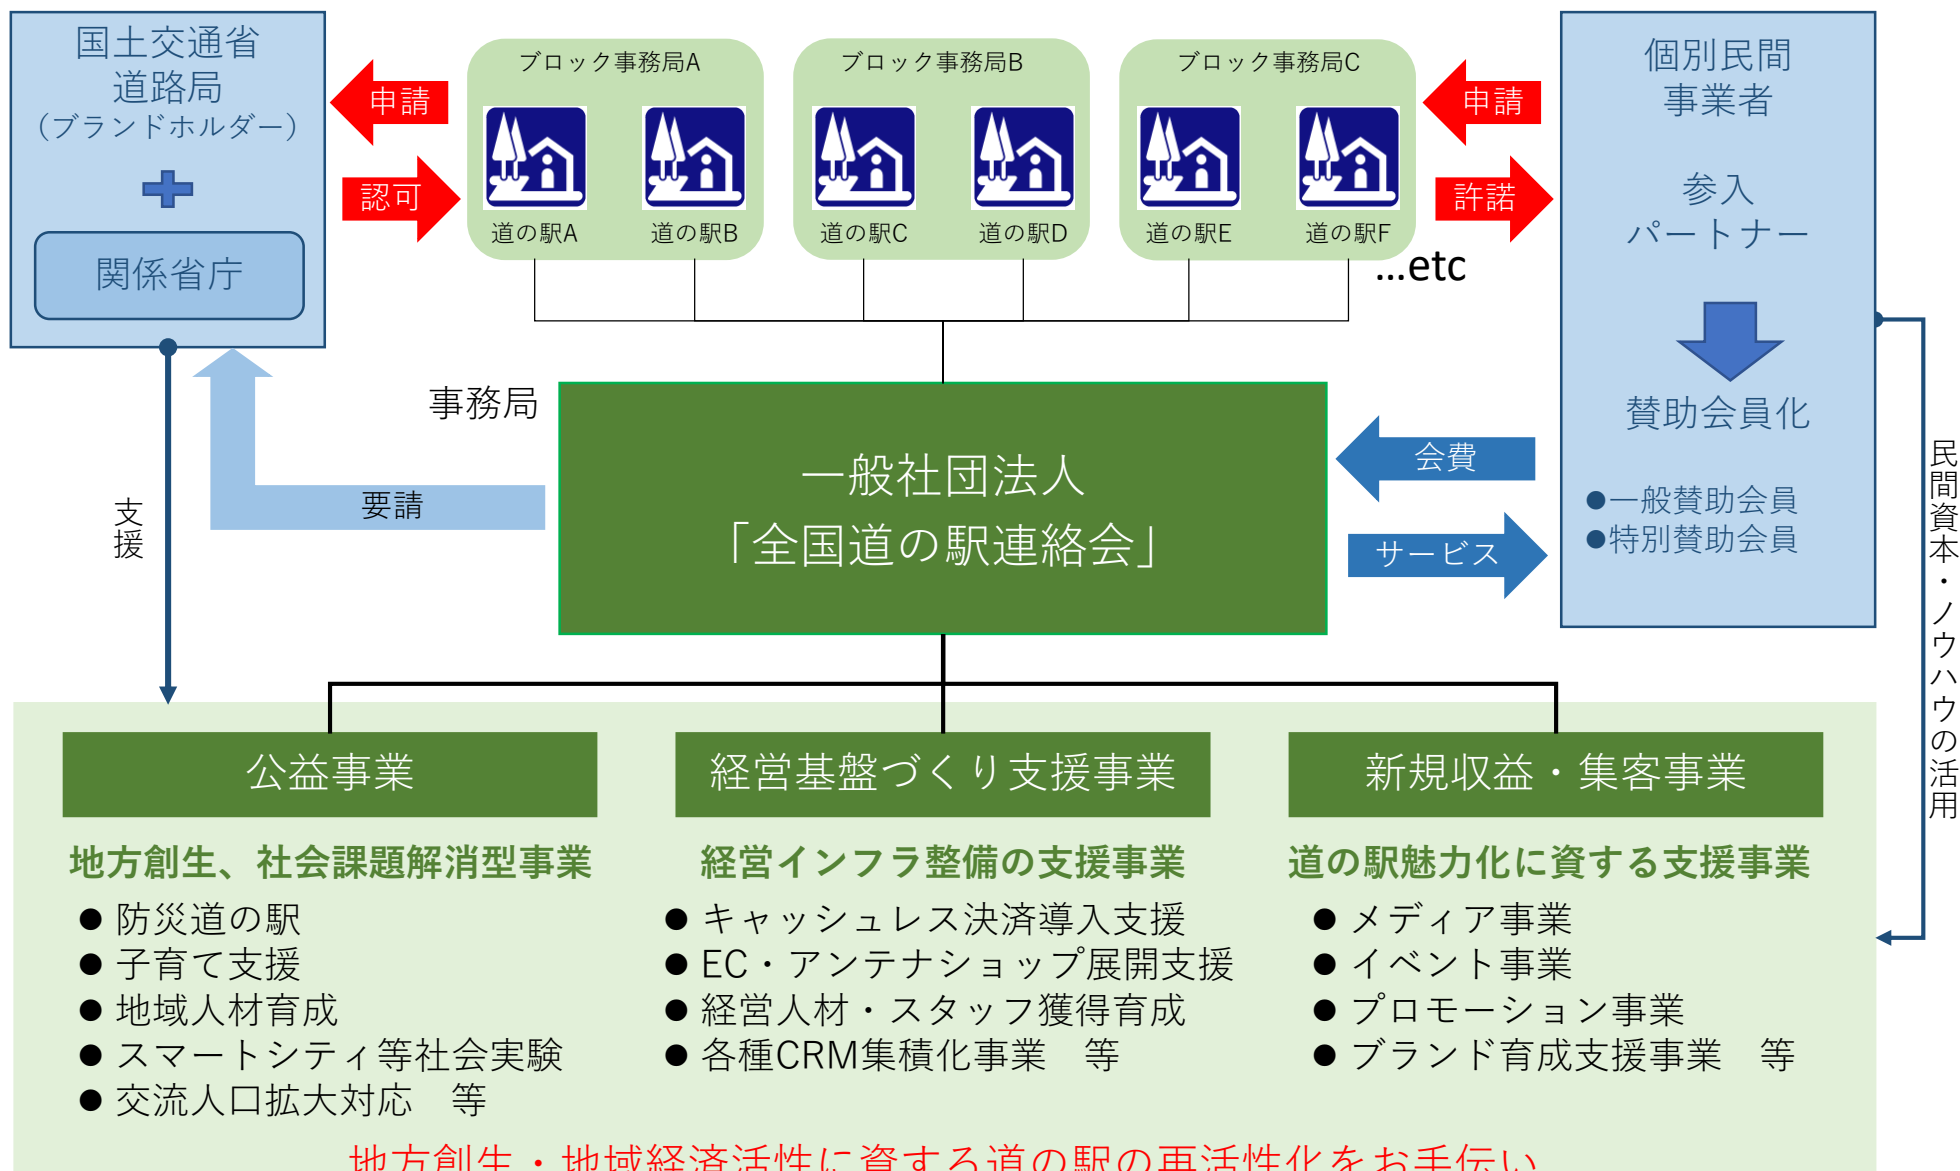 国土交通省
道路局
（ブランドホルダー）
関係省庁
申請
認可
ブロック事務局A
道の駅A
道の駅B
ブロック事務局B
道の駅C
道の駅D
ブロック事務局C
道の駅E
道の駅F
…etc
申請
許諾
個別民間
事業者
参入
パートナー
賛助会員化
●一般賛助会員
●特別賛助会員
事務局
一般社団法人
「全国道の駅連絡会」
要請
支援
会費
サービス
民間資本・ノウハウの活用
公益事業
地方創生、社会課題解消型事業
● 防災道の駅
● 子育て支援
● 地域人材育成
● スマートシティ等社会実験
● 交流人口拡大対応　等
経営基盤づくり支援事業
経営インフラ整備の支援事業
● キャッシュレス決済導入支援
● EC・アンテナショップ展開支援
● 経営人材・スタッフ獲得育成
● 各種CRM集積化事業　等
新規収益・集客事業
道の駅魅力化に資する支援事業
● メディア事業
● イベント事業
● プロモーション事業
● ブランド育成支援事業　等
地方創生・地域経済活性に資する道の駅の再活性化をお手伝い